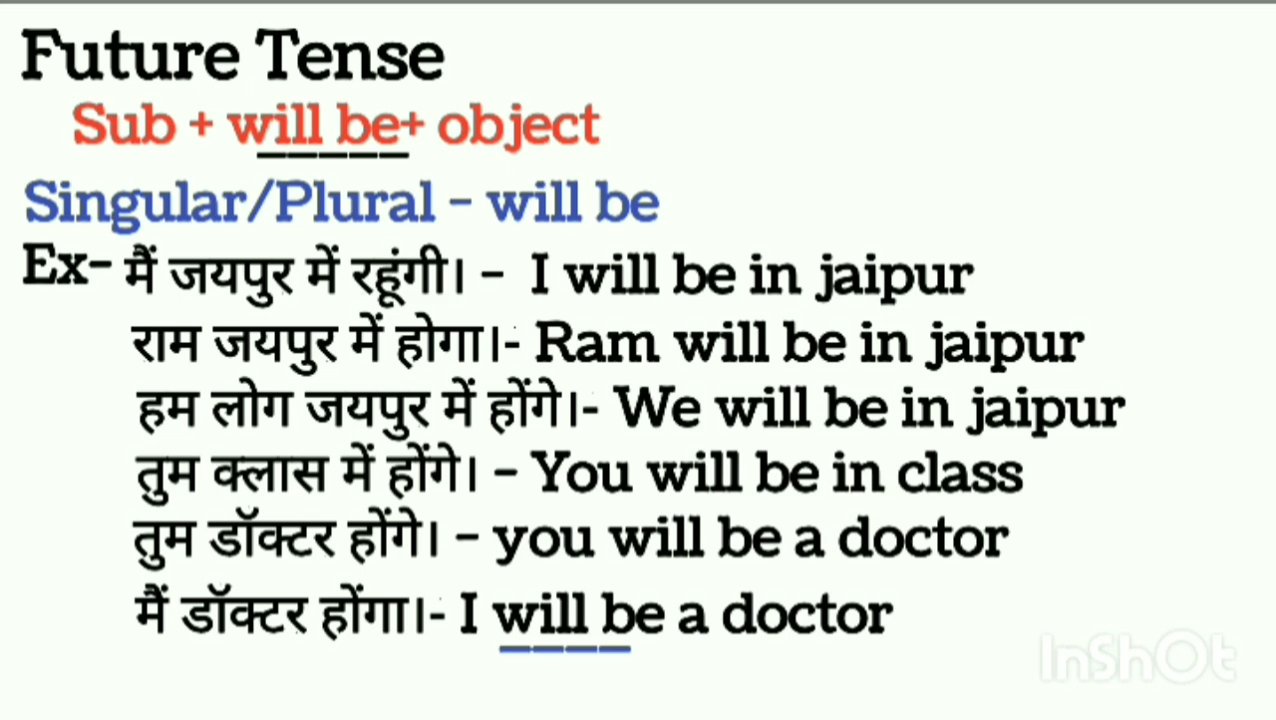 Future Tense
Sub + will be+ object
Singular/Plural - will be
Ex- मैं जयपुर में रहूंगी। - I will be in jaipur
राम जयपुर में होगा।- Ram will be in jaipur
हम लोग जयपुर में होंगे।- We will be in jaipur
तुम क्लास में होंगे। - You will be in class
तुम डॉक्टर होंगे। - you will be a doctor
मैं डॉक्टर होंगा।- I will be a doctor
InShOt